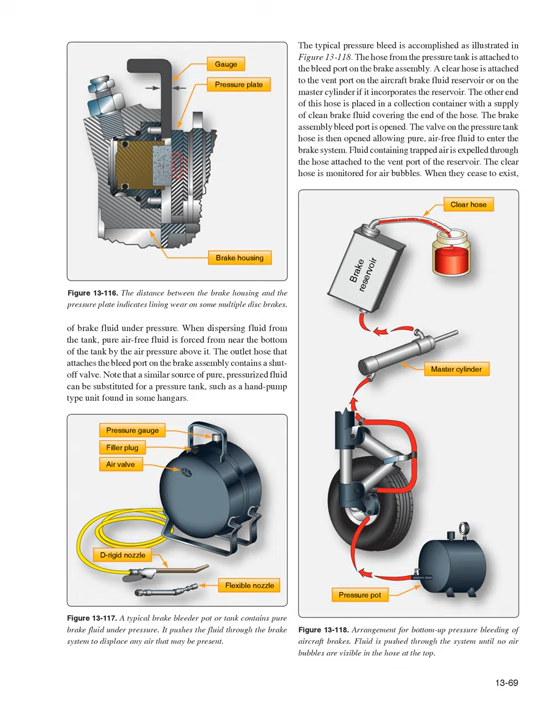 Gauge
Pressure plate
Brake housing
Figure 13-116. The distance between the brake housing and the
pressure plate indicates lining wear on some multiple disc brakes.
of brake fluid under pressure. When dispersing fluid from
the tank, pure air-free fluid is forced from near the bottom
of the tank by the air pressure above it. The outlet hose that
attaches the bleed port on the brake assembly contains a shut-
off valve. Note that a similar source of pure, pressurized fluid
can be substituted for a pressure tank, such as a hand-pump
type unit found in some hangars.
Pressure gauge
Filler plug
Air valve
D-rigid nozzle
Flexible nozzle
Figure 13-117. A typical brake bleeder pot or tank contains pure
brake fluid under pressure. It pushes the fluid through the brake
system to displace any air that may be present.
The typical pressure bleed is accomplished as illustrated in
Figure 13-118. The hose from the pressure tank is attached to
the bleed port on the brake assembly. A clear hose is attached
to the vent port on the aircraft brake fluid reservoir or on the
master cylinder if it incorporates the reservoir. The other end
of this hose is placed in a collection container with a supply
of clean brake fluid covering the end of the hose. The brake
assembly bleed port is opened. The valve on the pressure tank
hose is then opened allowing pure, air-free fluid to enter the
brake system. Fluid containing trapped air is expelled through
the hose attached to the vent port of the reservoir. The clear
hose is monitored for air bubbles. When they cease to exist,
Clear hose
Brake
reservoir
Master cylinder
Pressure pot
Figure 13-118. Arrangement for bottom-up pressure bleeding of
aircraft brakes. Fluid is pushed through the system until no air
bubbles are visible in the hose at the top.
13-69